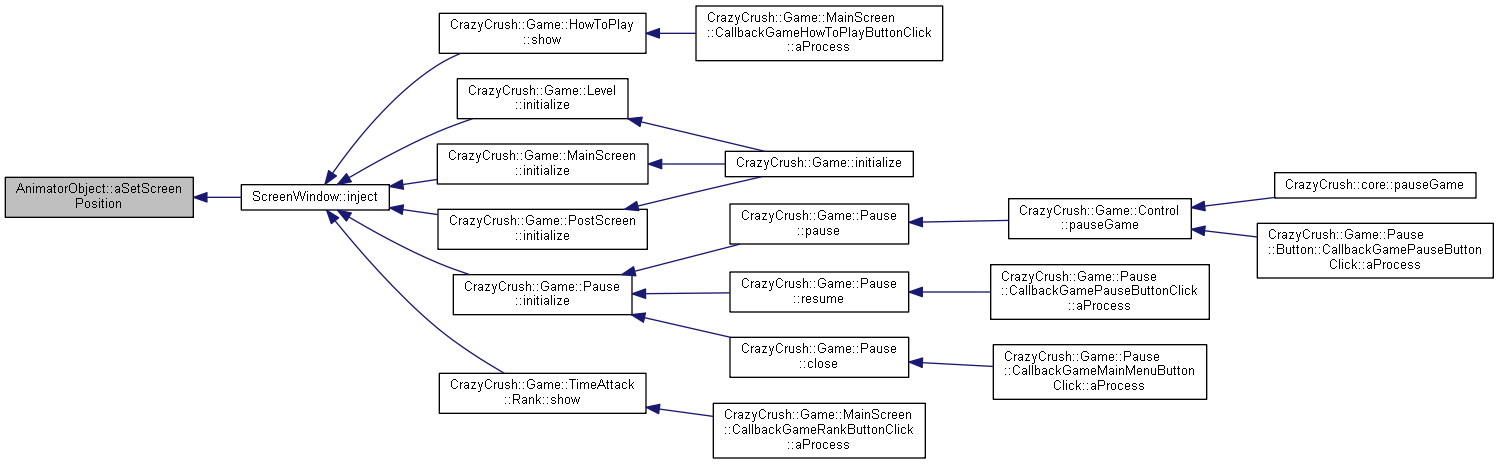 AnimatorObject::aSetScreen
Position
ScreenWindow::inject
CrazyCrush::Game::HowToPlay
::show
CrazyCrush::Game::MainScreen
::CallbackGameHowToPlayButtonClick
::aProcess
CrazyCrush::Game::Level
::initialize
CrazyCrush::Game::MainScreen
::initialize
CrazyCrush::Game::initialize
CrazyCrush::Game::PostScreen
::initialize
CrazyCrush::Game::Pause
::initialize
CrazyCrush::Game::Pause
::pause
CrazyCrush::Game::Control
::pauseGame
CrazyCrush::core::pauseGame
CrazyCrush::Game::Pause
::Button::CallbackGamePauseButton
Click::aProcess
CrazyCrush::Game::Pause
::resume
CrazyCrush::Game::Pause
::CallbackGamePauseButtonClick
::aProcess
CrazyCrush::Game::Pause
::close
CrazyCrush::Game::Pause
::CallbackGameMainMenuButton
Click::aProcess
CrazyCrush::Game::TimeAttack
::Rank::show
CrazyCrush::Game::MainScreen
::CallbackGameRankButtonClick
::aProcess